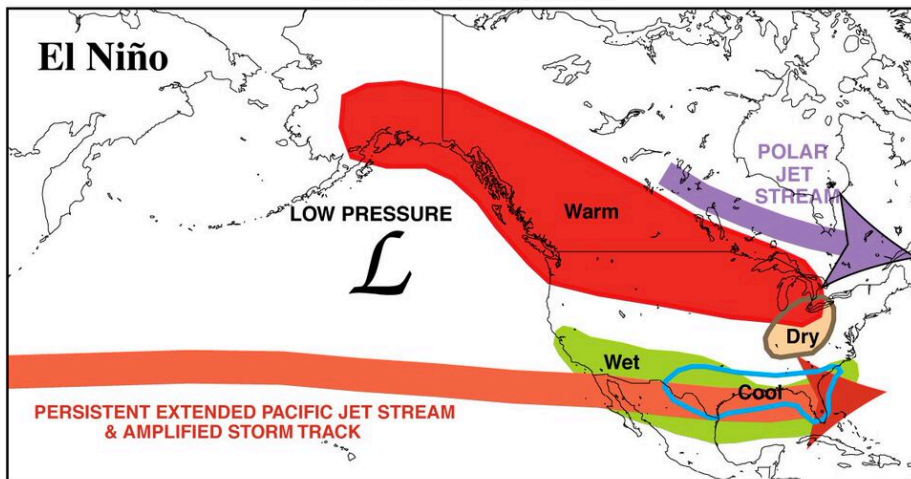 El Niño
POLAR
JET
STREAM
LOW PRESSURE
L
Warm
Dry
Wet
Cool
PERSISTENT EXTENDED PACIFIC JET STREAM
& AMPLIFIED STORM TRACK